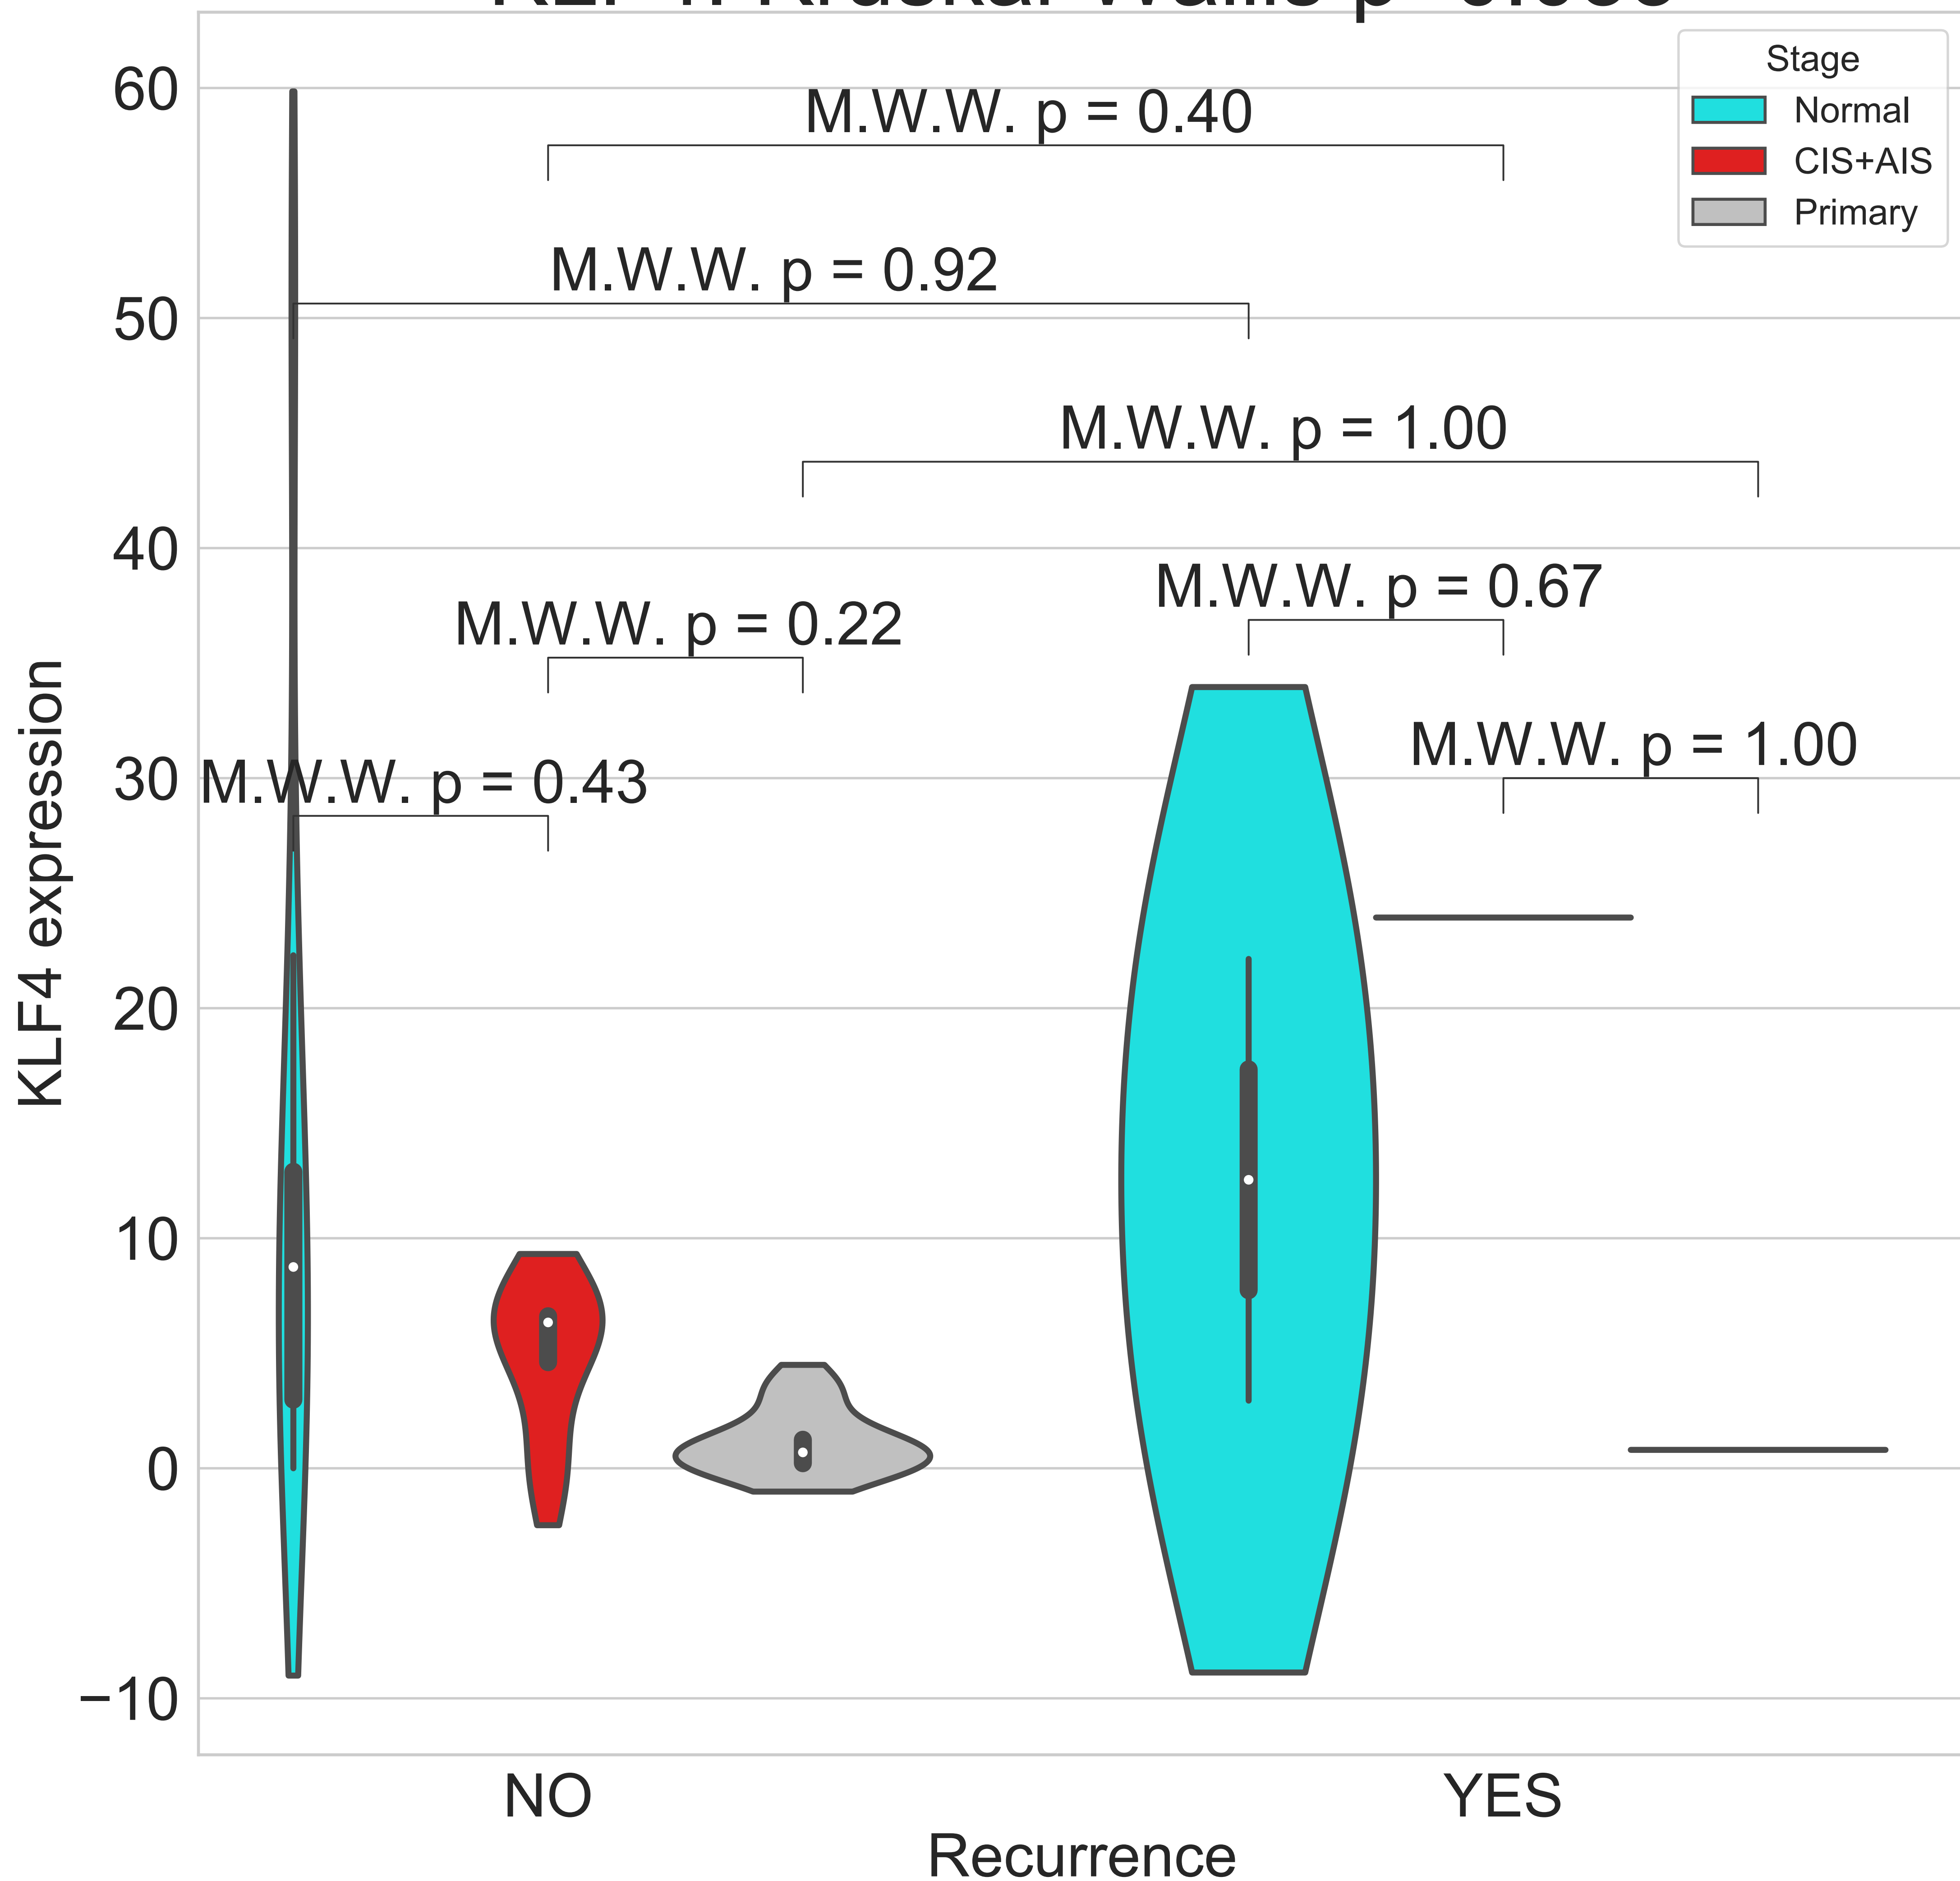 Stage
Normal
CIS+AIS
Primary
M.W.W. p = 0.40
M.W.W. p = 0.92
M.W.W. p = 1.00
M.W.W. p = 0.67
M.W.W. p = 0.22
M.W.W. p = 1.00
M.W.W. p = 0.43
60
50
40
30
20
10
0
−10
KLF4 expression
NO
YES
Recurrence